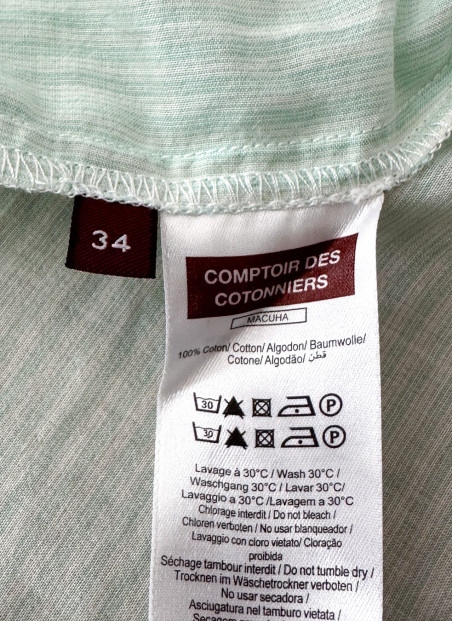 34
COMPTOIR DES
COTONNIERS
MACUHA
100% Coton/ Cotton/ Algodon/ Baumwolle/
Cotone/ Algodão/ قطن
30 P
30 P
Lavage à 30°C / Wash 30°C /
Waschgang 30°C / Lavar 30°C/
Lavaggio a 30°C /Lavagem a 30°C
Chlorage interdit / Do not bleach /
Chloren verboten / No usar blanqueador /
Lavaggio con cloro vietato/ Cloração
proibida
Séchage tambour interdit / Do not tumble dry /
Trocknen im Wäschetrockner verboten /
No usar secadora /
Asciugatura nel tamburo vietata /